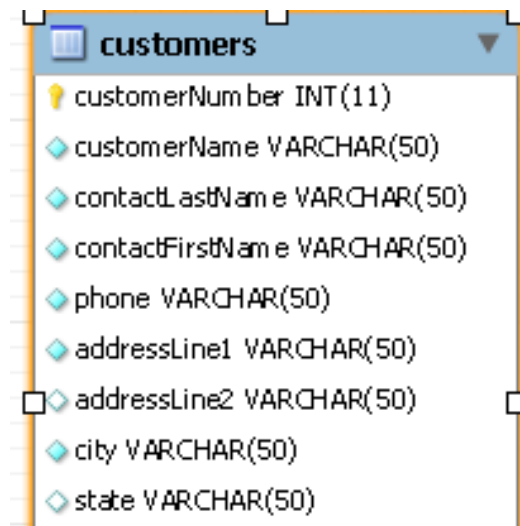 customers
customerNumber INT(11)
customerName VARCHAR(50)
contactLastName VARCHAR(50)
contactFirstName VARCHAR(50)
phone VARCHAR(50)
addressLine1 VARCHAR(50)
addressLine2 VARCHAR(50)
city VARCHAR(50)
state VARCHAR(50)